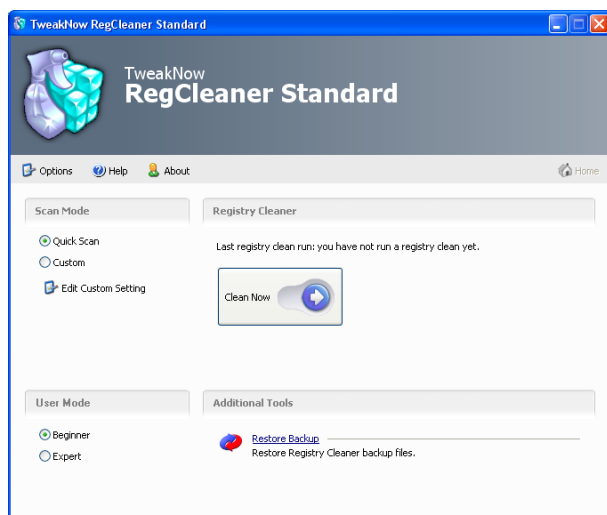 TweakNow RegCleaner Standard
TweakNow
RegCleaner Standard
Options Help About Home
Scan Mode
Quick Scan
Custom
Edit Custom Setting
Registry Cleaner
Last registry clean run: you have not run a registry clean yet.
Clean Now
User Mode
Beginner
Expert
Additional Tools
Restore Backup
Restore Registry Cleaner backup files.